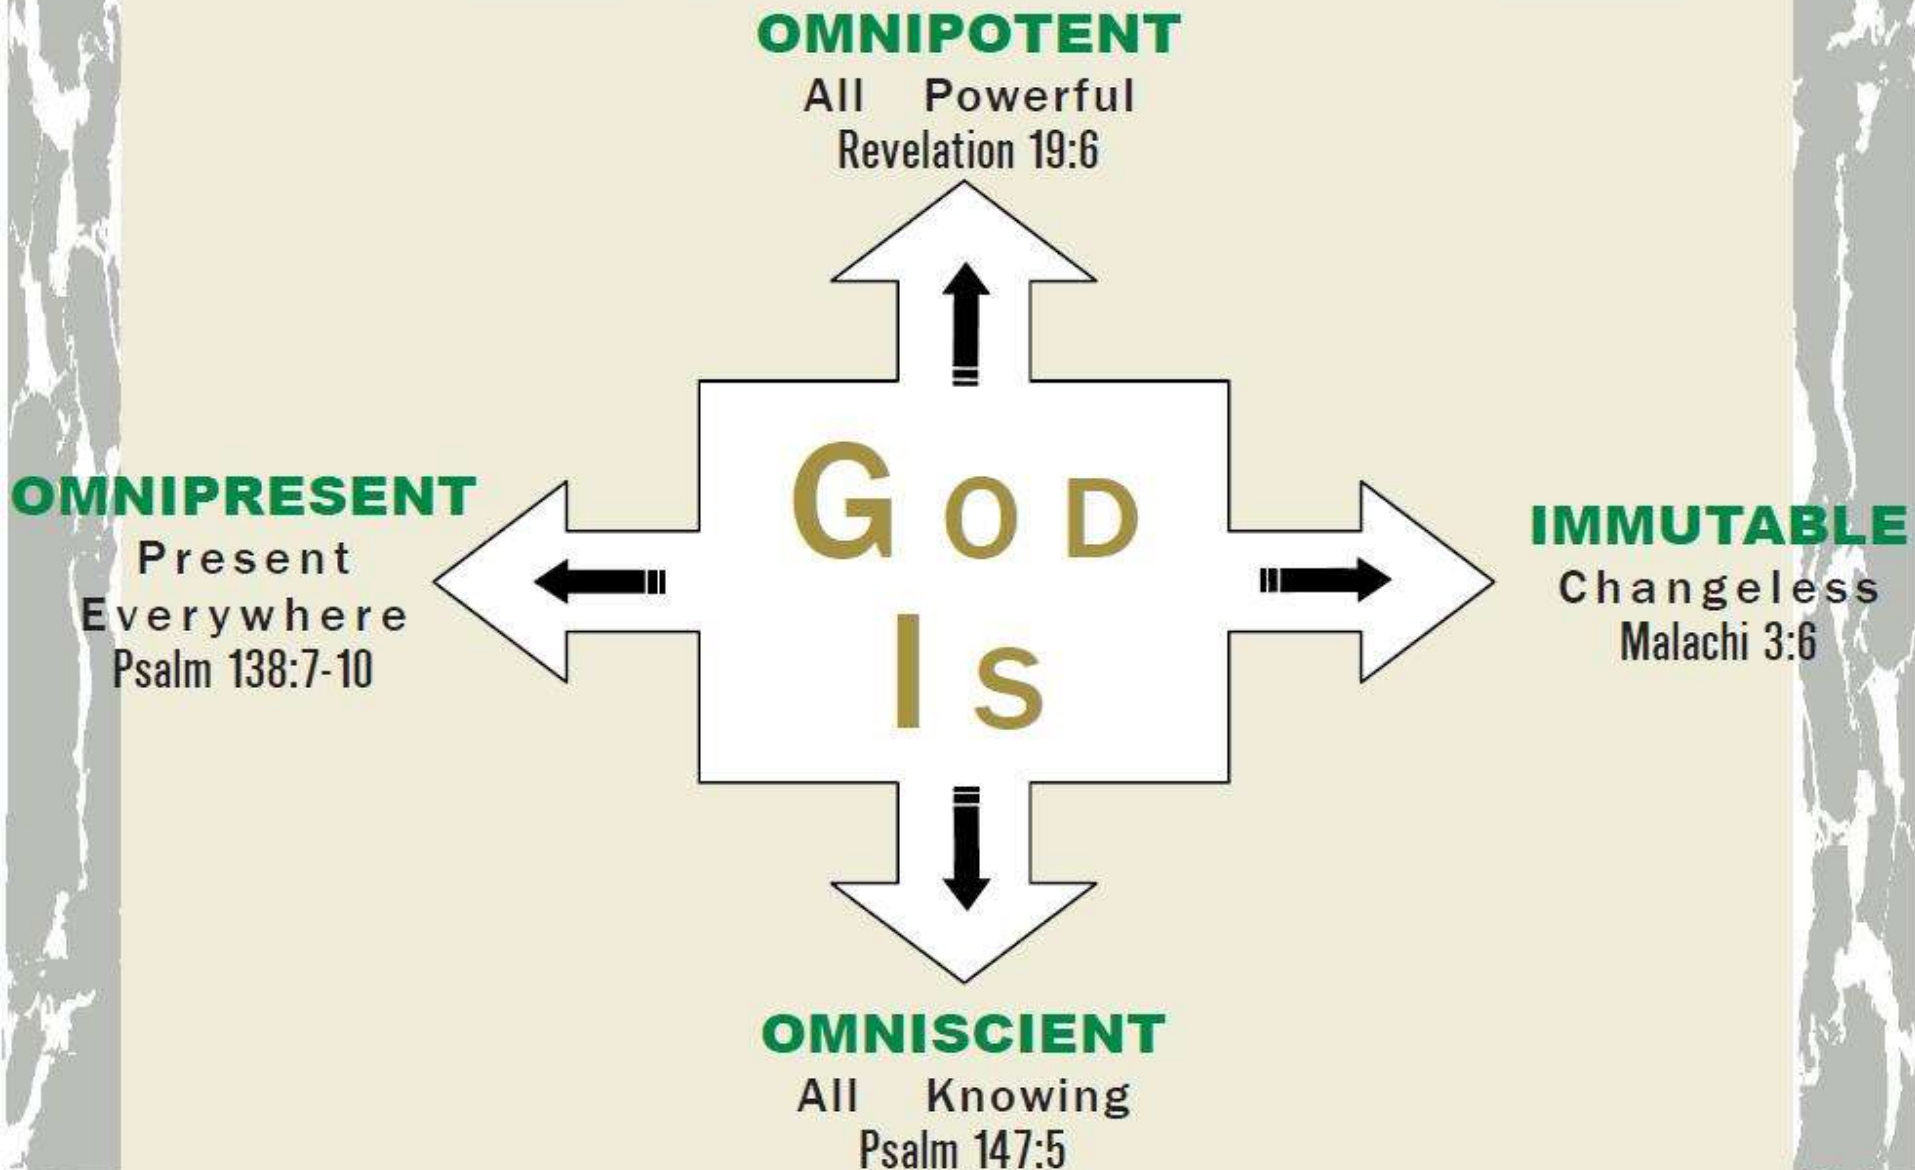 OMNIPOTENT
All Powerful
Revelation 19:6
OMNIPRESENT
Present
Everywhere
Psalm 138:7-10
GOD
IS
IMMUTABLE
Changeless
Malachi 3:6
OMNISCIENT
All Knowing
Psalm 147:5